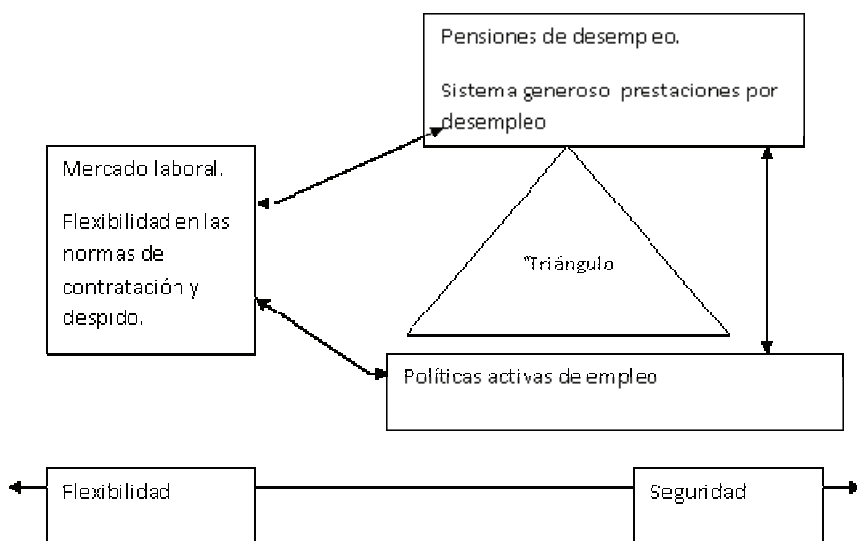 Pensiones de desempleo.
Sistema generoso prestaciones por
desempleo
Mercado laboral.
Flexibilidad en las
normas de
contratación y
despido.
"Triángulo
Políticas activas de empleo
Flexibilidad
Seguridad